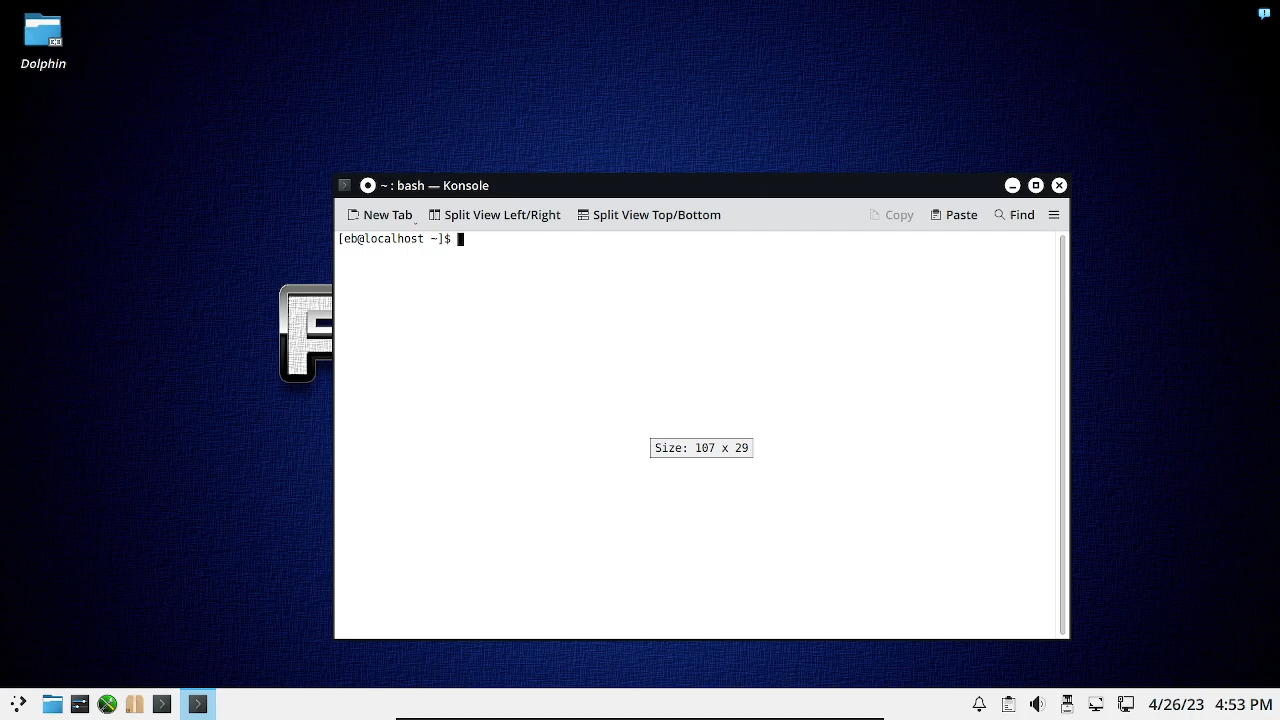 Dolphin
~ : bash — Konsole
New Tab Split View Left/Right Split View Top/Bottom Copy Paste Find
[eb@localhost ~]$
Size: 107 x 29
4/26/23 4:53 PM